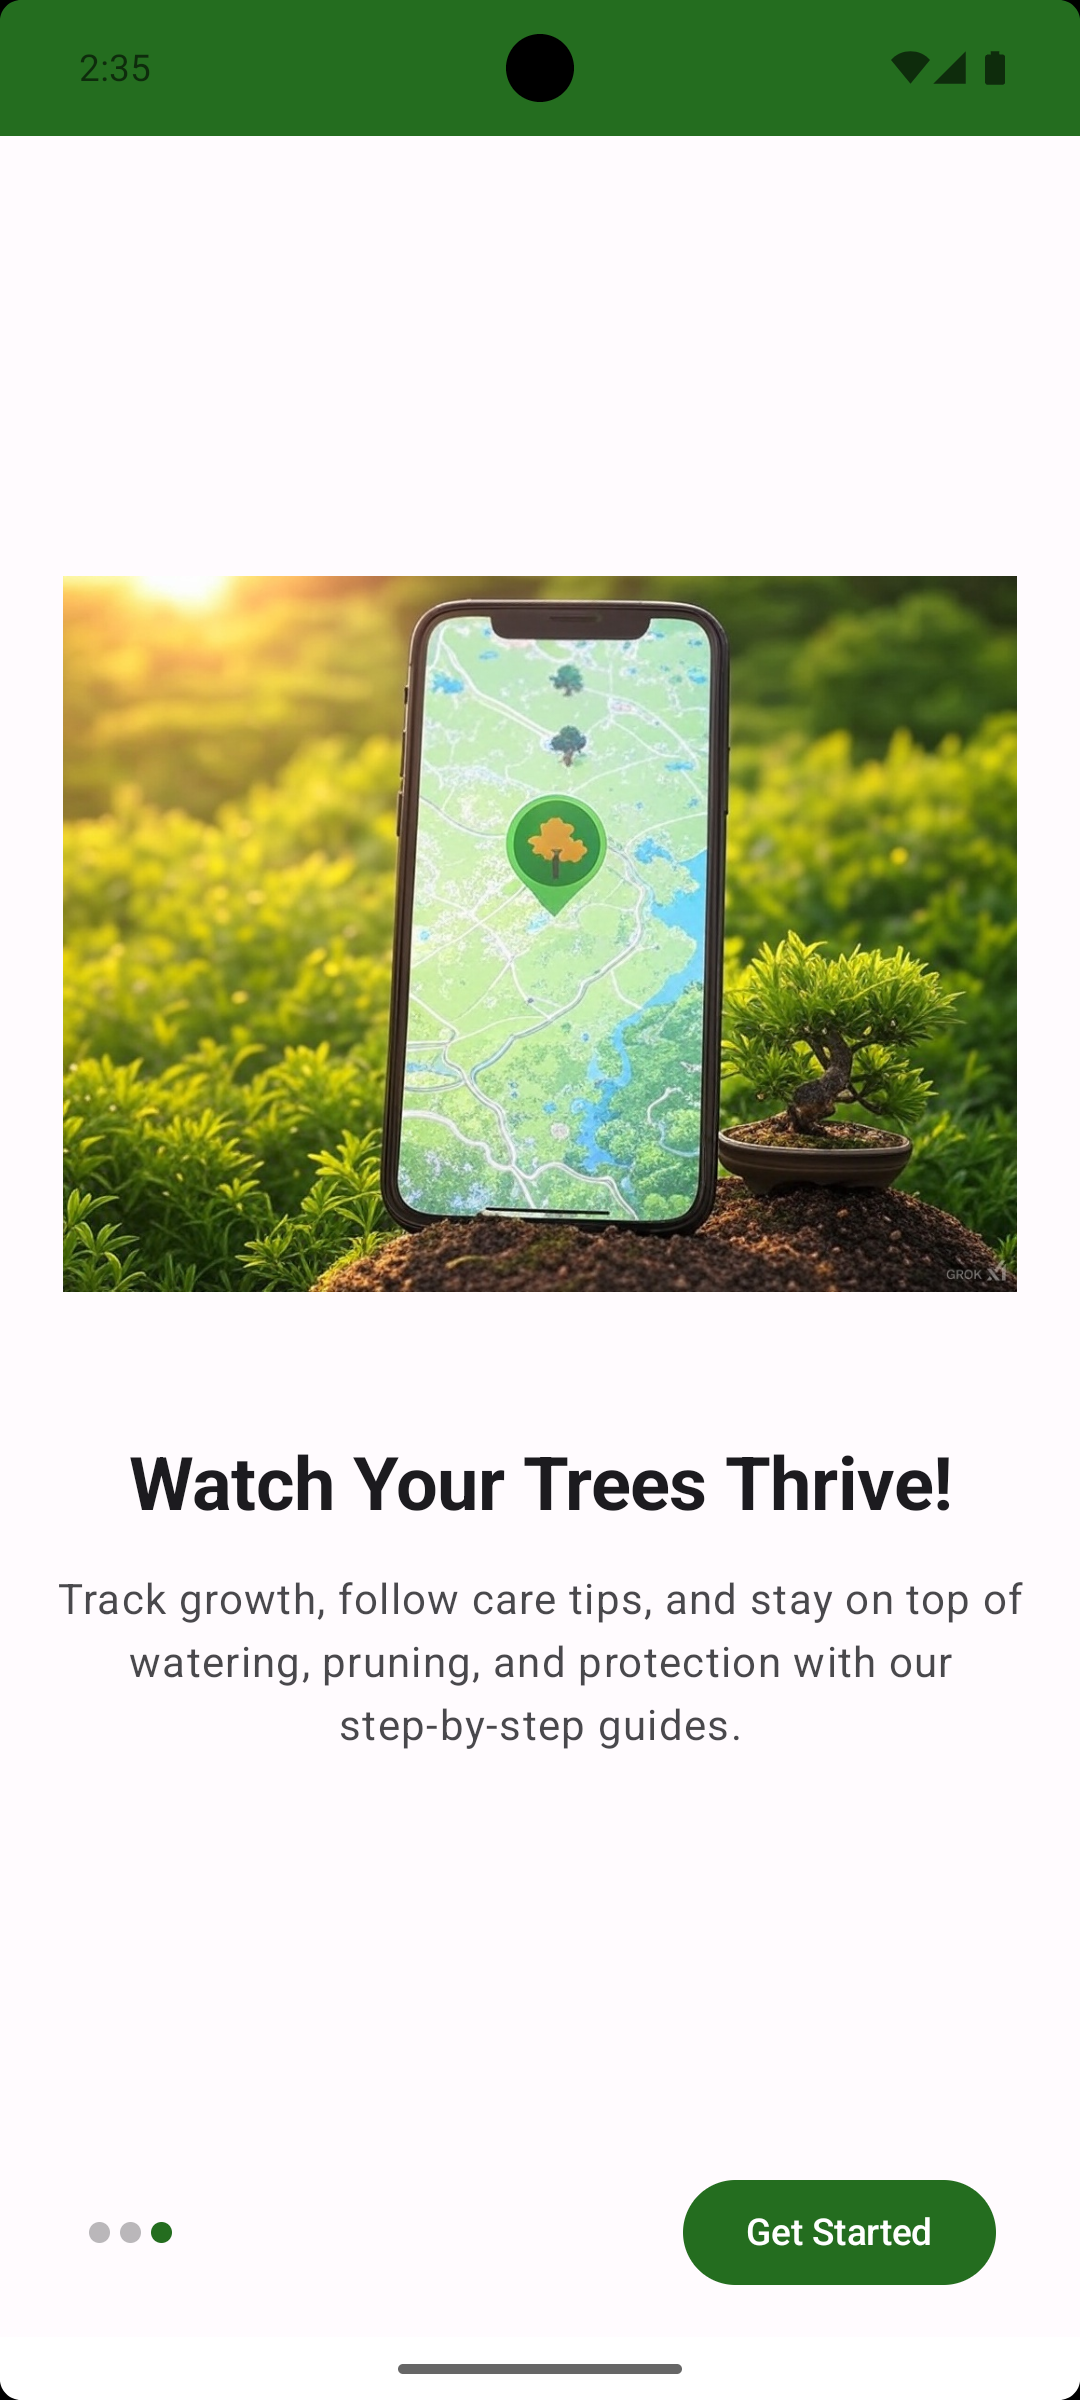 2:35
GROK
Watch Your Trees Thrive!
Track growth, follow care tips, and stay on top of
watering, pruning, and protection with our
step-by-step guides.
Get Started